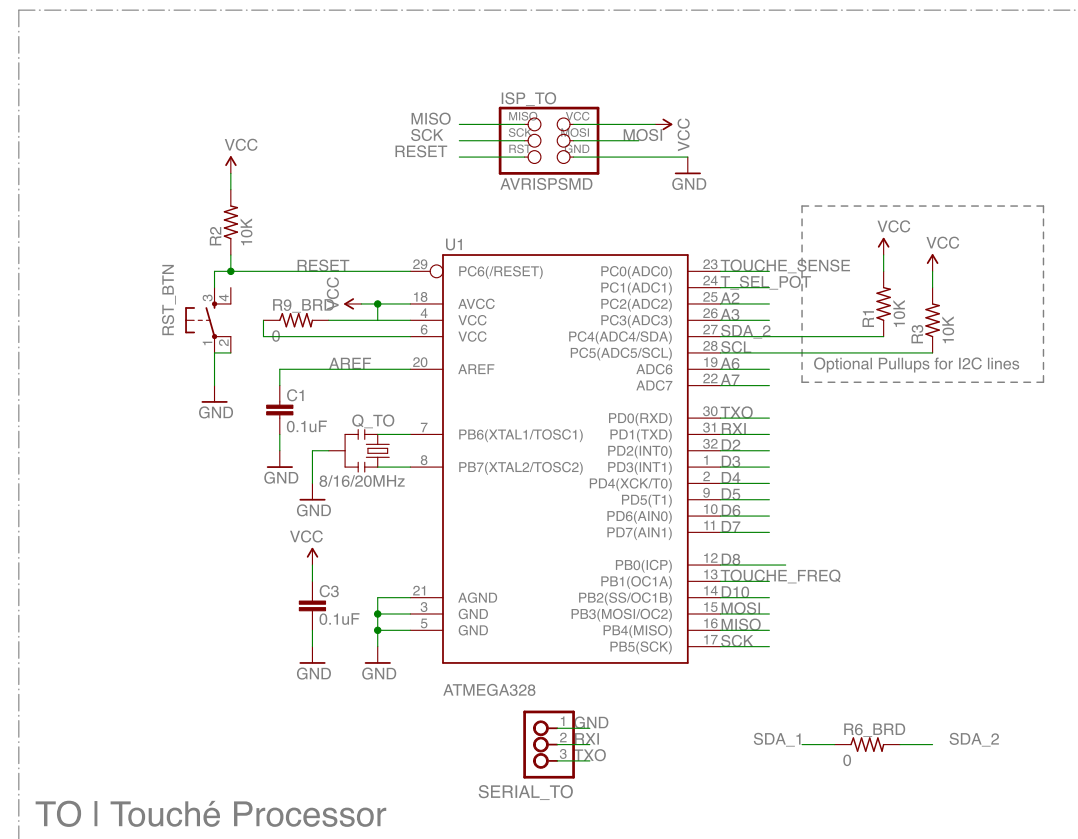 ISP_TO
MISO
SCK
RESET
MISO
SCK
RST
VCC
MOSI
GND
MOSI
VCC
AVRISPSMD
GND
VCC
R2
10K
RESET
RST_BTN
3
4
1
2
GND
VCC
R9_BRD
0
AREF
C1
0.1uF
GND
Q_TO
8/16/20MHz
GND
VCC
C3
0.1uF
GND
GND
U1
29 PC6(/RESET)
18 AVCC
4 VCC
6 VCC
20 AREF
7 PB6(XTAL1/TOSC1)
8 PB7(XTAL2/TOSC2)
21 AGND
3 GND
5 GND
PC0(ADC0) 23 TOUCHE_SENSE
PC1(ADC1) 24 T_SEL_POT
PC2(ADC2) 25 A2
PC3(ADC3) 26 A3
PC4(ADC4/SDA) 27 SDA_2
PC5(ADC5/SCL) 28 SCL
ADC6 19 A6
ADC7 22 A7
PD0(RXD) 30 TXO
PD1(TXD) 31 RXI
PD2(INT0) 32 D2
PD3(INT1) 1 D3
PD4(XCK/T0) 2 D4
PD5(T1) 9 D5
PD6(AIN0) 10 D6
PD7(AIN1) 11 D7
PB0(ICP) 12 D8
PB1(OC1A) 13 TOUCHE_FREQ
PB2(SS/OC1B) 14 D10
PB3(MOSI/OC2) 15 MOSI
PB4(MISO) 16 MISO
PB5(SCK) 17 SCK
ATMEGA328
VCC
VCC
R1
10K
R3
10K
Optional Pullups for I2C lines
1 GND
2 RXI
3 TXO
SERIAL_TO
SDA_1
R6_BRD
0
SDA_2
TO | Touché Processor